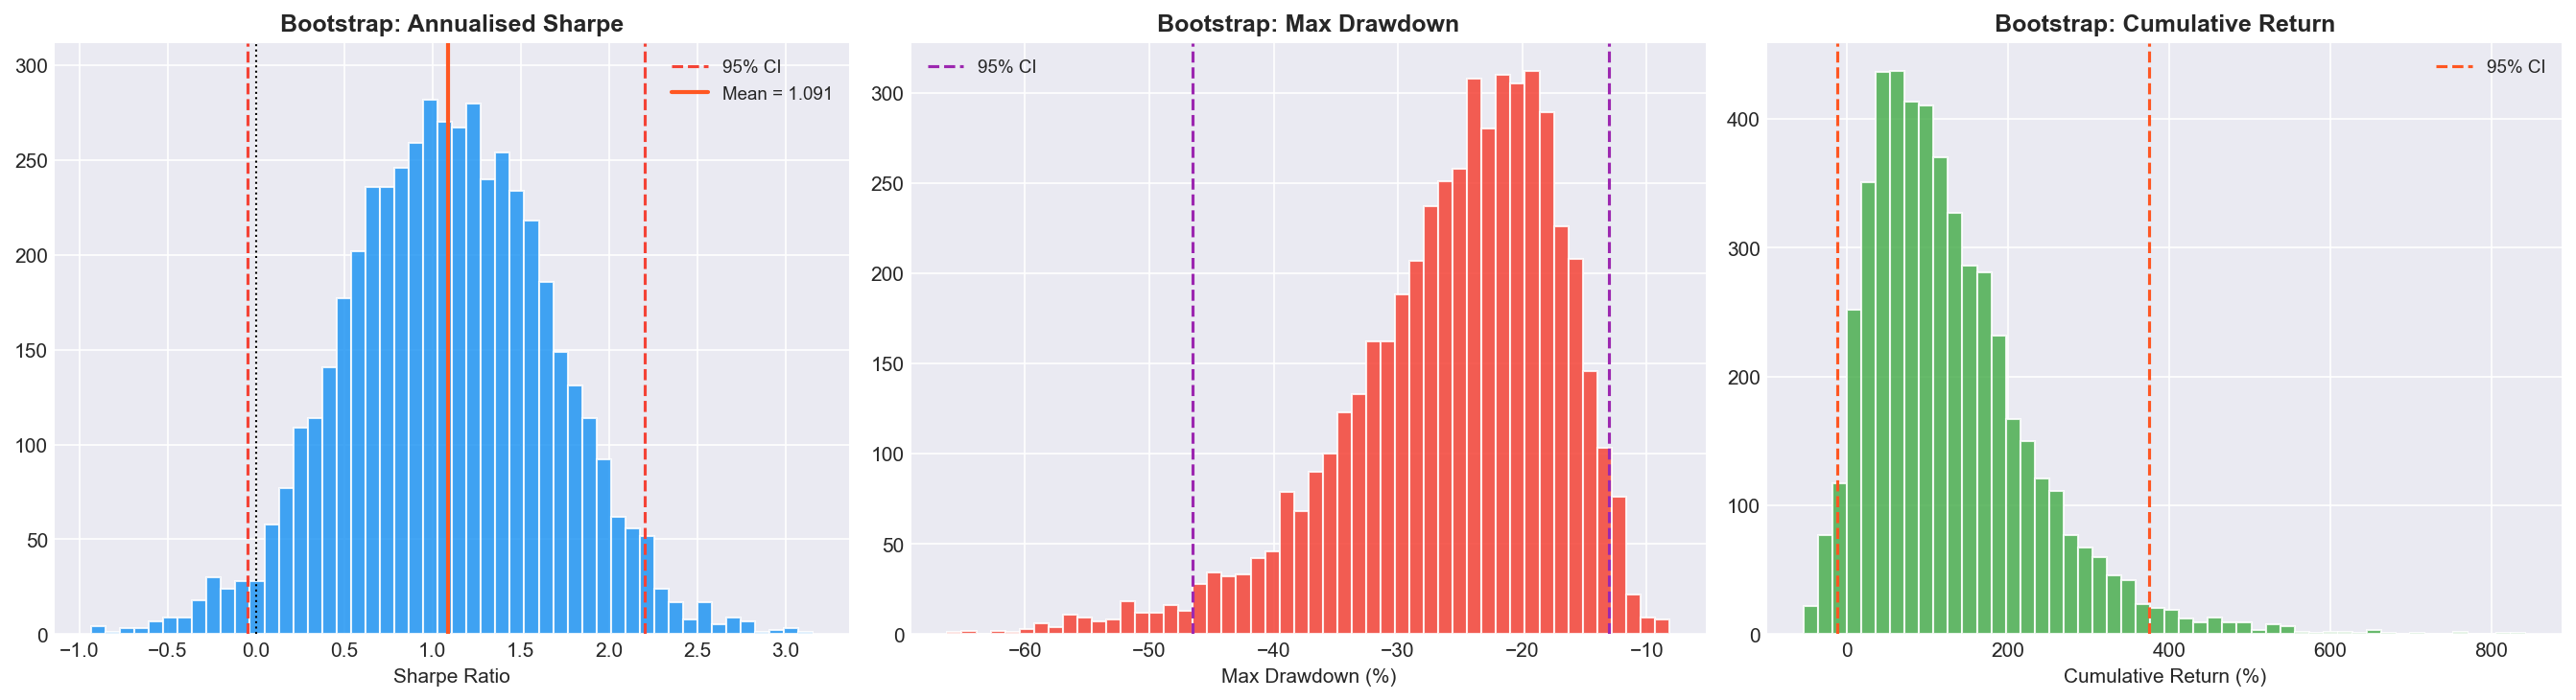 Bootstrap: Annualised Sharpe
300
250
200
150
100
50
0
−1.0 −0.5 0.0 0.5 1.0 1.5 2.0 2.5 3.0
Sharpe Ratio
95% CI
Mean = 1.091
Bootstrap: Max Drawdown
300
250
200
150
100
50
0
−60 −50 −40 −30 −20 −10
Max Drawdown (%)
95% CI
Bootstrap: Cumulative Return
400
300
200
100
0
0 200 400 600 800
Cumulative Return (%)
95% CI